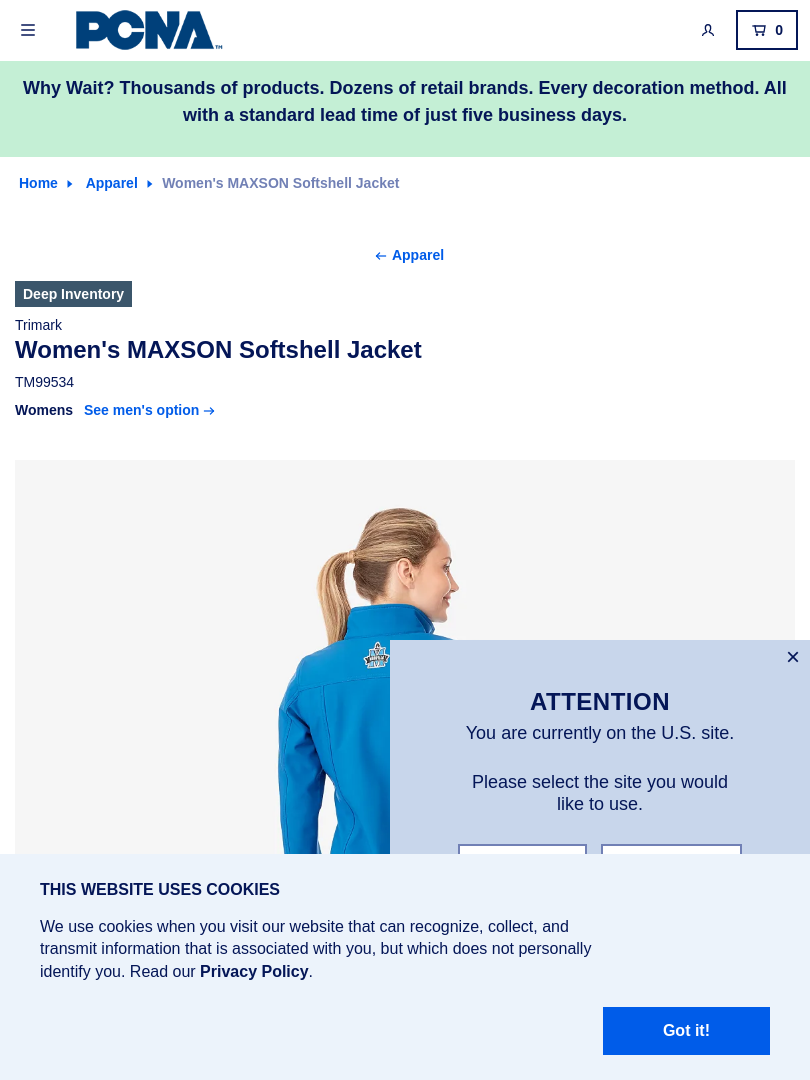 PCNA™
0
Why Wait? Thousands of products. Dozens of retail brands. Every decoration method. All
with a standard lead time of just five business days.
Home
Apparel
Women's MAXSON Softshell Jacket
← Apparel
Deep Inventory
Trimark
Women's MAXSON Softshell Jacket
TM99534
Womens
See men's option →
ATTENTION
You are currently on the U.S. site.
Please select the site you would
like to use.
THIS WEBSITE USES COOKIES
We use cookies when you visit our website that can recognize, collect, and
transmit information that is associated with you, but which does not personally
identify you. Read our Privacy Policy.
Got it!